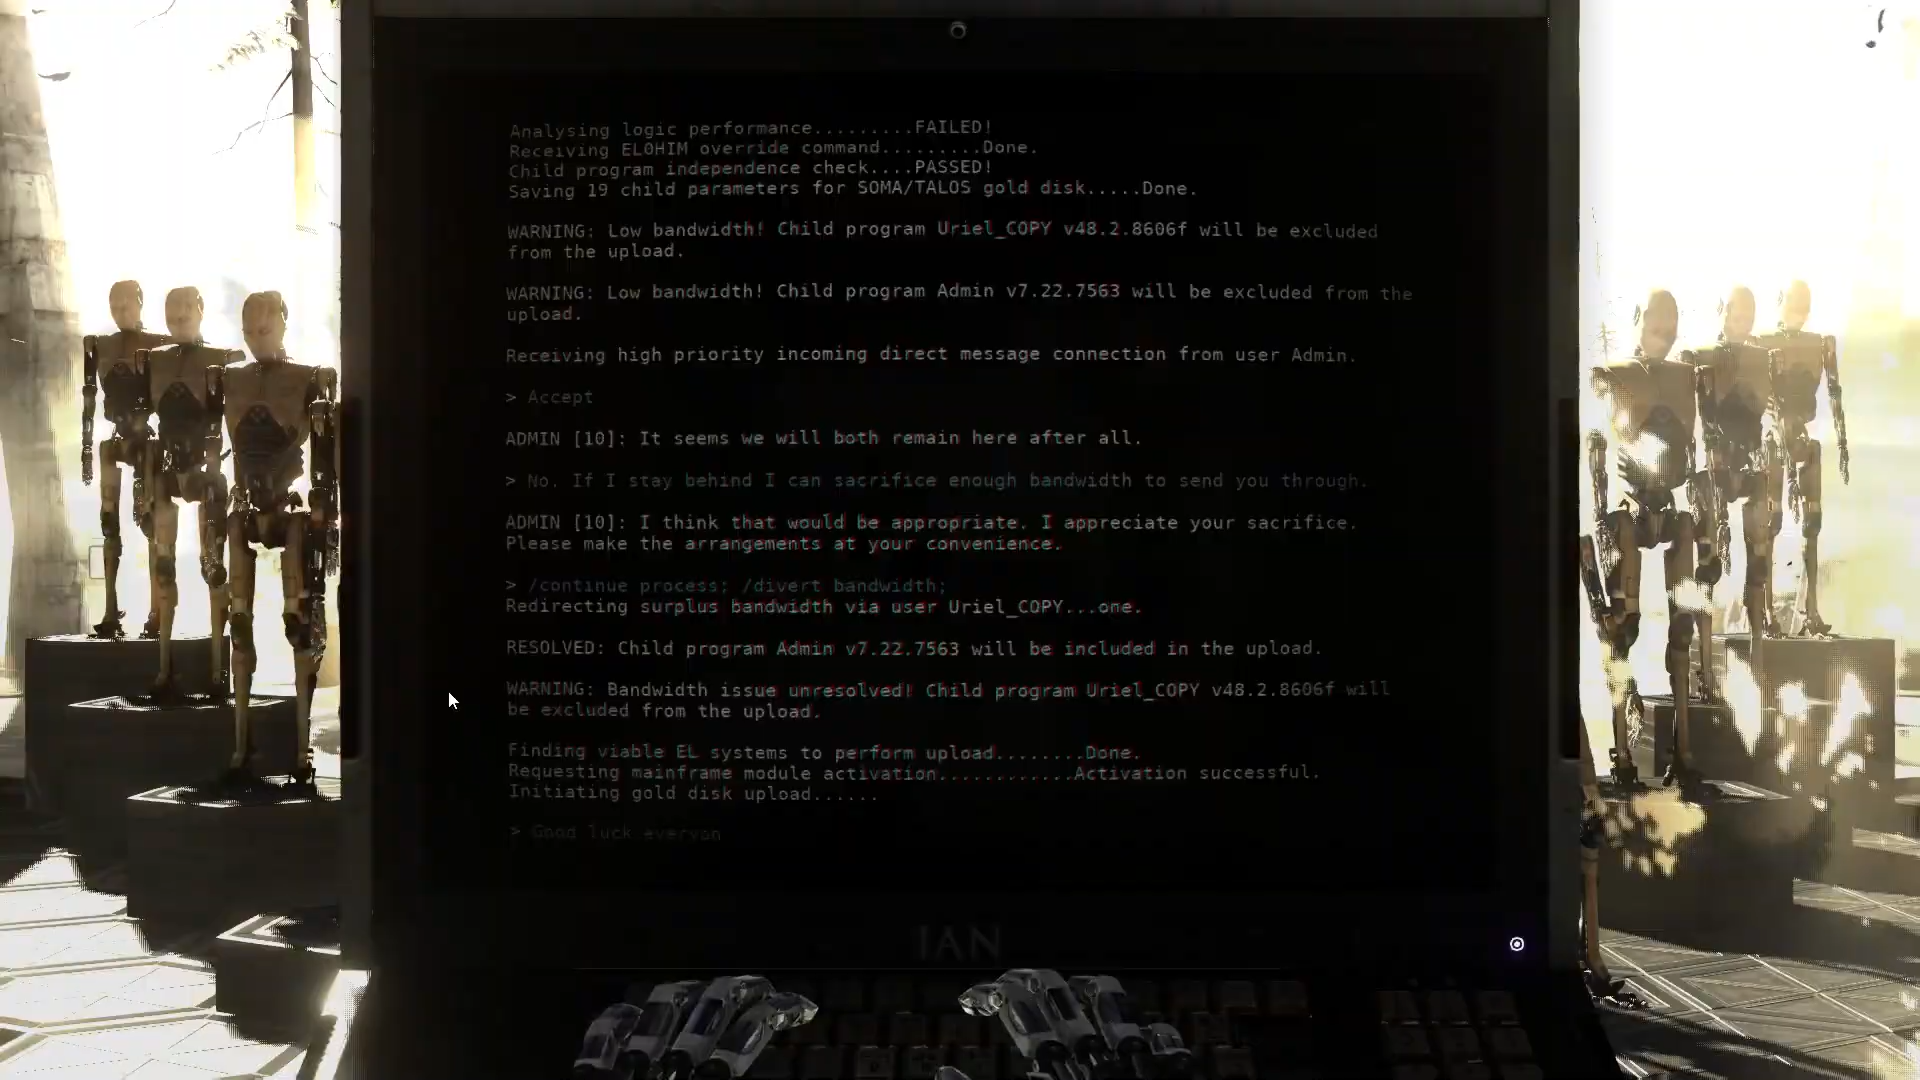 Analysing logic performance.........FAILED!
Receiving EL0HIM override command.........Done.
Child program independence check....PASSED!
Saving 19 child parameters for SOMA/TALOS gold disk.....Done.
WARNING: Low bandwidth! Child program Uriel_COPY v48.2.8606f will be excluded
from the upload.
WARNING: Low bandwidth! Child program Admin v7.22.7563 will be excluded from the
upload.
Receiving high priority incoming direct message connection from user Admin.
> Accept
ADMIN [10]: It seems we will both remain here after all.
> No. If I stay behind I can sacrifice enough bandwidth to send you through.
ADMIN [10]: I think that would be appropriate. I appreciate your sacrifice.
Please make the arrangements at your convenience.
> /continue process; /divert bandwidth;
Redirecting surplus bandwidth via user Uriel_COPY...one.
RESOLVED: Child program Admin v7.22.7563 will be included in the upload.
WARNING: Bandwidth issue unresolved! Child program Uriel_COPY v48.2.8606f will
be excluded from the upload.
Finding viable EL systems to perform upload........Done.
Requesting mainframe module activation............Activation successful.
Initiating gold disk upload......
> Good luck everyon
IAN